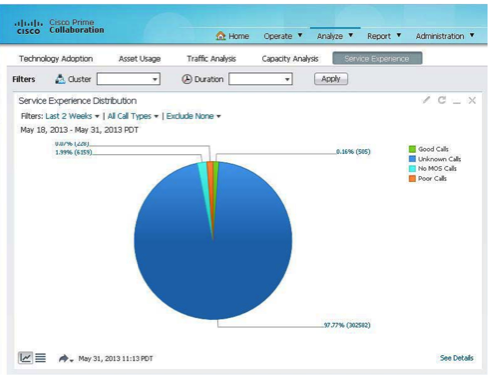 Cisco Prime
CISCO Collaboration
Home Operate Analyze Report Administration
Technology Adoption Asset Usage Traffic Analysis Capacity Analysis Service Experience
Filters Cluster Duration Apply
Service Experience Distribution
Filters: Last 2 Weeks | All Call Types | Exclude None
May 18, 2013 - May 31, 2013 PDT
0.07% (228)
1.99% (6159)
0.16% (505)
Good Calls
Unknown Calls
No MOS Calls
Poor Calls
97.77% (302502)
May 31, 2013 11:13 PDT
See Details